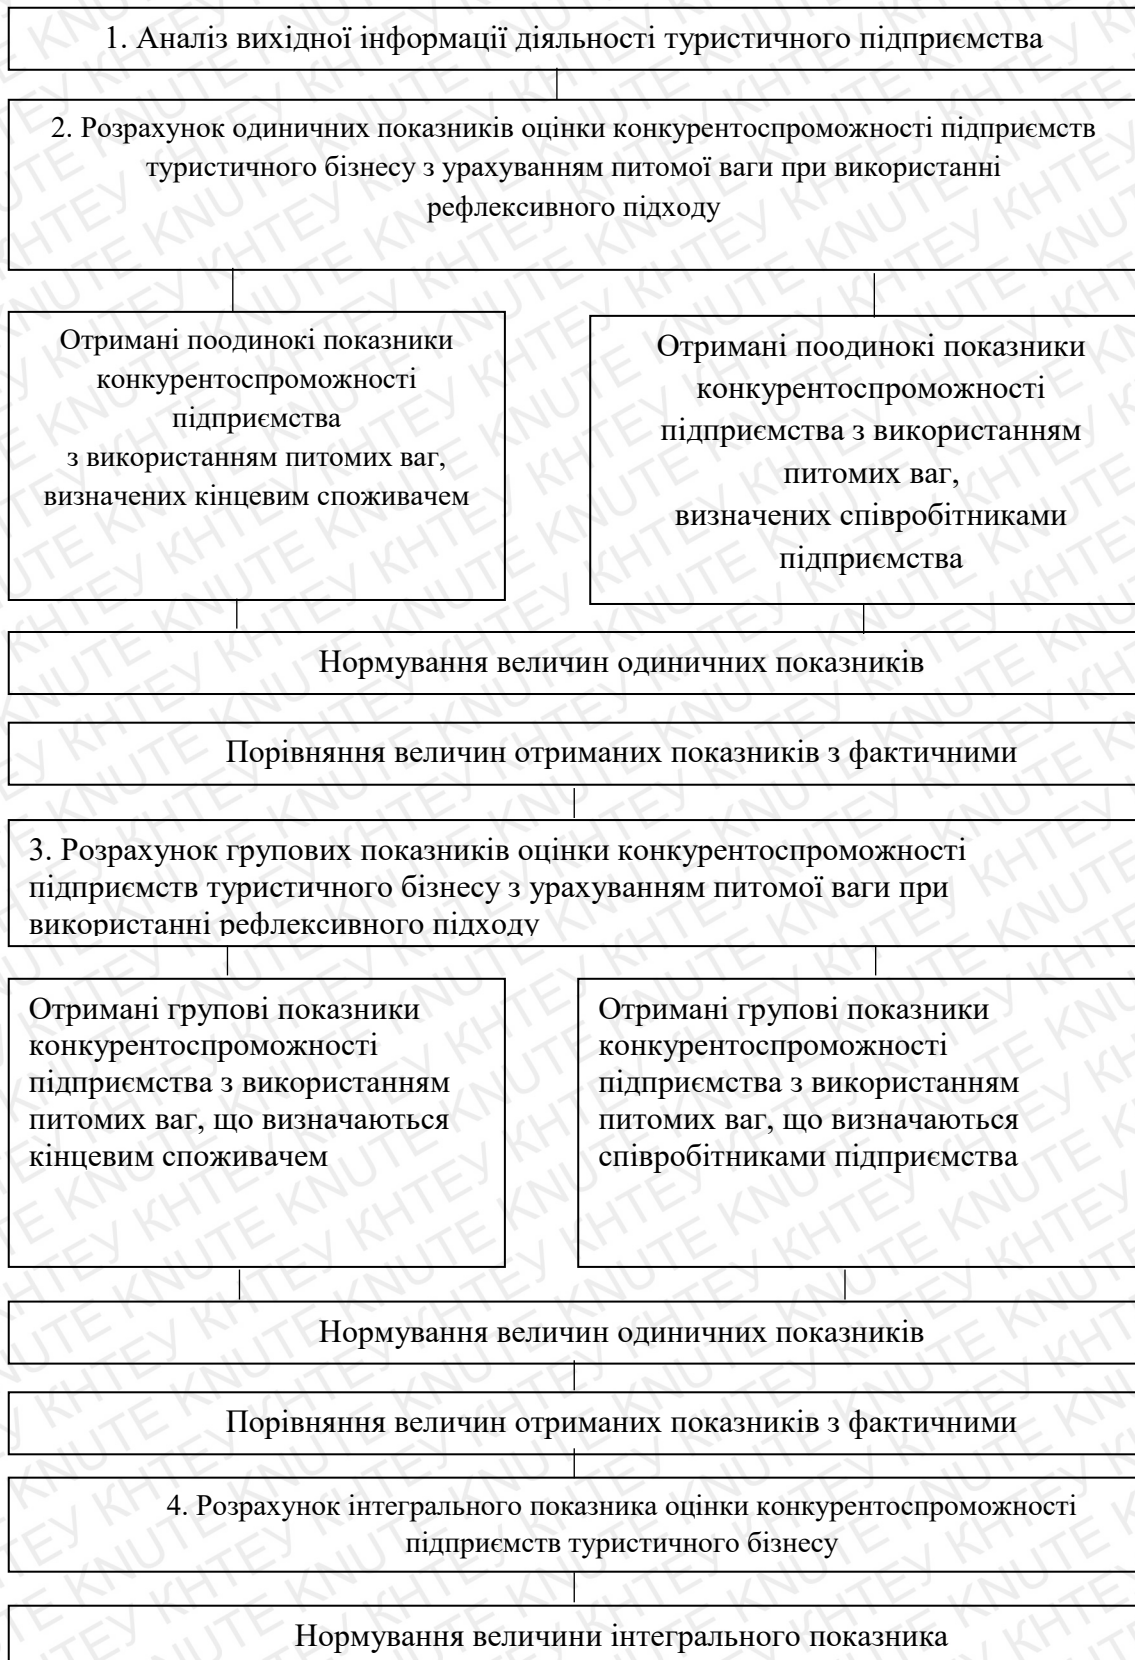 1. Аналіз вихідної інформації діяльності туристичного підприємства
2. Розрахунок одиничних показників оцінки конкурентоспроможності підприємств
туристичного бізнесу з урахуванням питомої ваги при використанні
рефлексивного підходу
Отримані поодинокі показники
конкурентоспроможності
підприємства
з використанням питомих ваг,
визначених кінцевим споживачем
Отримані поодинокі показники
конкурентоспроможності
підприємства з використанням
питомих ваг,
визначених співробітниками
підприємства
Нормування величин одиничних показників
Порівняння величин отриманих показників з фактичними
3. Розрахунок групових показників оцінки конкурентоспроможності
підприємств туристичного бізнесу з урахуванням питомої ваги при
використанні рефлексивного підходу
Отримані групові показники
конкурентоспроможності
підприємства з використанням
питомих ваг, що визначаються
кінцевим споживачем
Отримані групові показники
конкурентоспроможності
підприємства з використанням
питомих ваг, що визначаються
співробітниками підприємства
Нормування величин одиничних показників
Порівняння величин отриманих показників з фактичними
4. Розрахунок інтегрального показника оцінки конкурентоспроможності
підприємств туристичного бізнесу
Нормування величини інтегрального показника